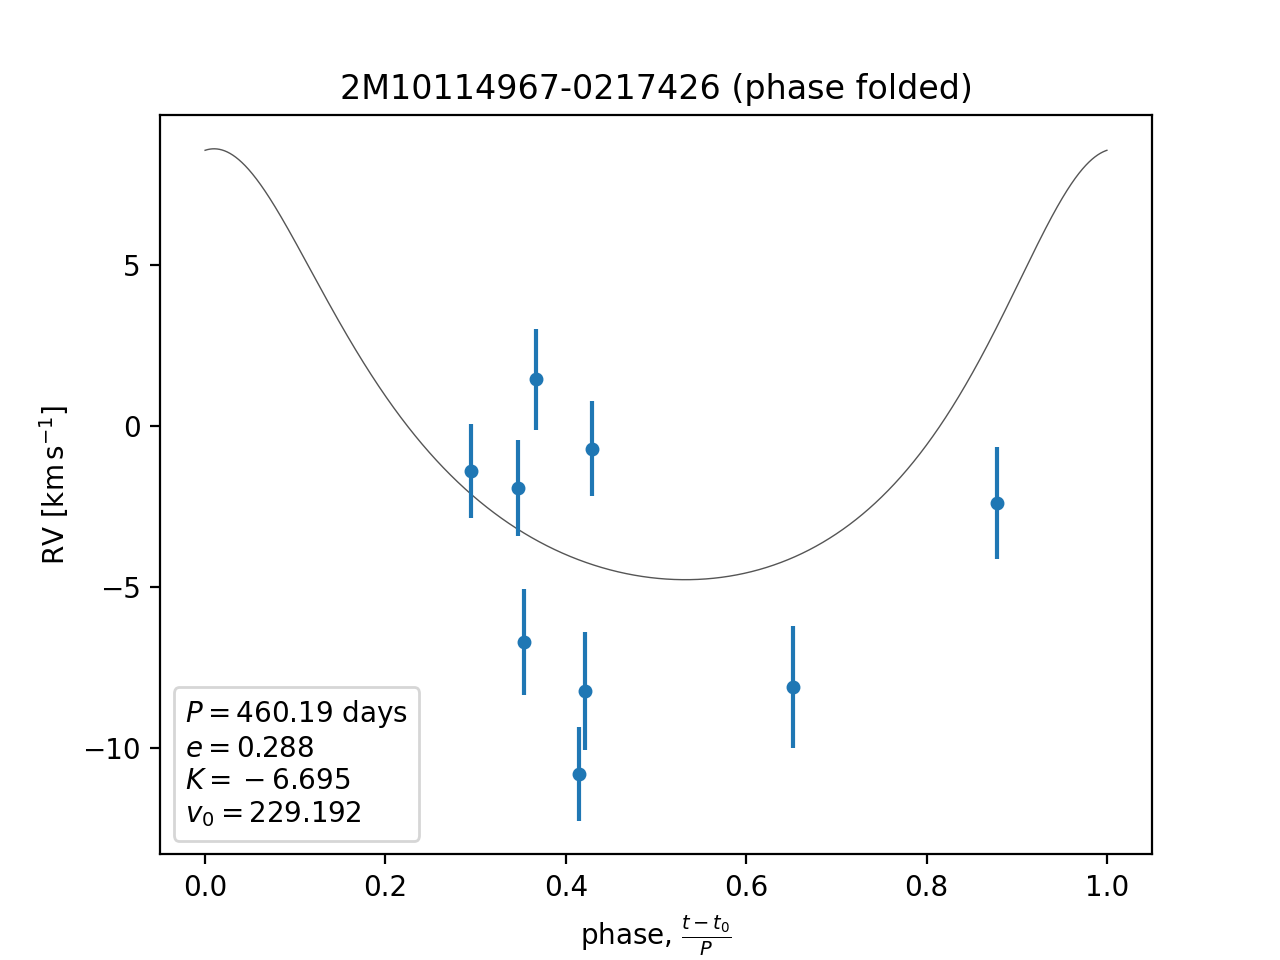 2M10114967-0217426 (phase folded)
RV [km s⁻¹]
5
0
−5
−10
P = 460.19 days
e = 0.288
K = −6.695
v₀ = 229.192
0.0 0.2 0.4 0.6 0.8 1.0
phase, (t − t₀)/P